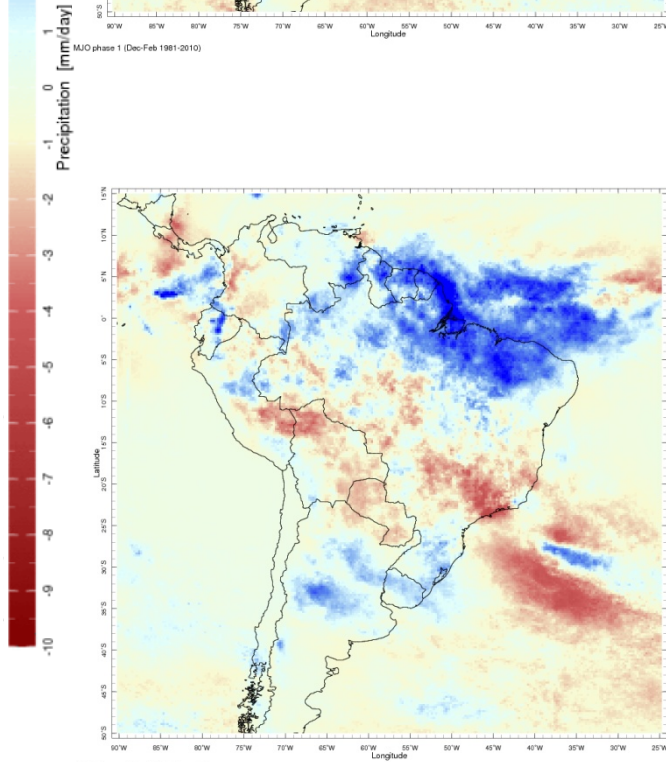 50°S
90°W 85°W 80°W 75°W 70°W 65°W 60°W 55°W 50°W 45°W 40°W 35°W 30°W 25°W
Longitude
MJO phase 1 (Dec-Feb 1981-2010)
Precipitation [mm/day]
1
0
-1
-2
-3
-4
-5
-6
-7
-8
-9
-10
Latitude
15°N
10°N
5°N
0°
5°S
10°S
15°S
20°S
25°S
30°S
35°S
40°S
45°S
50°S
90°W 85°W 80°W 75°W 70°W 65°W 60°W 55°W 50°W 45°W 40°W 35°W 30°W 25°W
Longitude